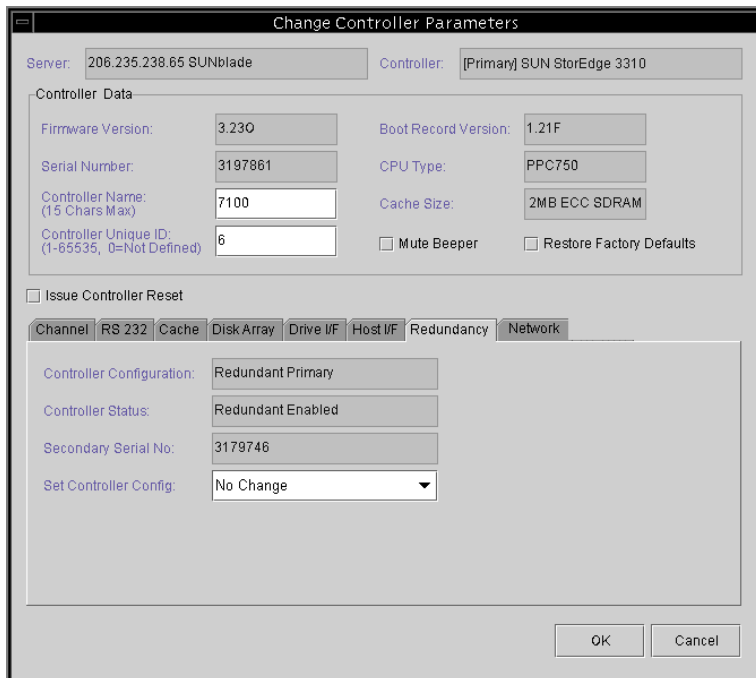 Change Controller Parameters
Server: 206.235.238.65 SUNblade Controller: [Primary] SUN StorEdge 3310
Controller Data
Firmware Version: 3.23Q Boot Record Version: 1.21F
Serial Number: 3197861 CPU Type: PPC750
Controller Name: 7100 Cache Size: 2MB ECC SDRAM
(15 Chars Max)
Controller Unique ID: 6 Mute Beeper Restore Factory Defaults
(1-65535, 0=Not Defined)
Issue Controller Reset
Channel RS 232 Cache Disk Array Drive I/F Host I/F Redundancy Network
Controller Configuration: Redundant Primary
Controller Status: Redundant Enabled
Secondary Serial No: 3179746
Set Controller Config: No Change
OK Cancel